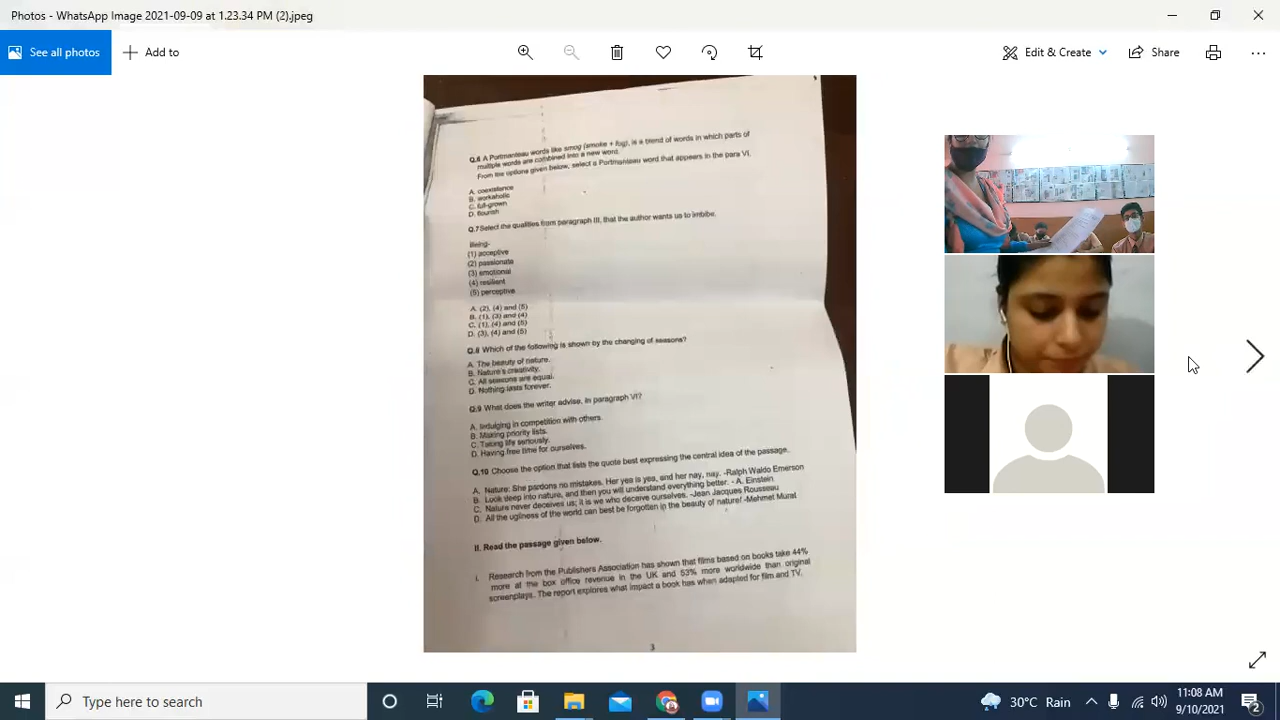 Photos - WhatsApp Image 2021-09-09 at 1.23.34 PM (2).jpeg
See all photos
Add to
Edit & Create
Share
Q.6 A Portmanteau words like smog (smoke + fog), is a trend of words in which parts of
multiple words are combined into a new word.
From the options given below, select a Portmanteau word that appears in the para VI.
A. coexistence
B. workaholic
C. full-grown
D. flourish
Q.7 Select the qualities from paragraph III, that the author wants us to imbibe.
Being-
(1) acceptive
(2) passionate
(3) emotional
(4) resilient
(5) perceptive
A. (2), (4) and (5)
B. (1), (3) and (4)
C. (1), (4) and (5)
D. (3), (4) and (5)
Q.8 Which of the following is shown by the changing of seasons?
A. The beauty of nature.
B. Nature's creativity.
C. All seasons are equal.
D. Nothing lasts forever.
Q.9 What does the writer advise, in paragraph VI?
A. Indulging in competition with others.
B. Making priority lists.
C. Taking life seriously.
D. Having free time for ourselves.
Q.10 Choose the option that lists the quote best expressing the central idea of the passage.
A. Nature: She pardons no mistakes. Her yea is yea, and her nay, nay. -Ralph Waldo Emerson
B. Look deep into nature, and then you will understand everything better. - A. Einstein
C. Nature never deceives us; it is we who deceive ourselves. -Jean Jacques Rousseau
D. All the ugliness of the world can best be forgotten in the beauty of nature! -Mehmet Murat
II. Read the passage given below.
i. Research from the Publishers Association has shown that films based on books take 44%
more at the box office revenue in the UK and 53% more worldwide than original
screenplays. The report explores what impact a book has when adapted for film and TV.
3
Type here to search
30°C Rain
11:08 AM
9/10/2021
2